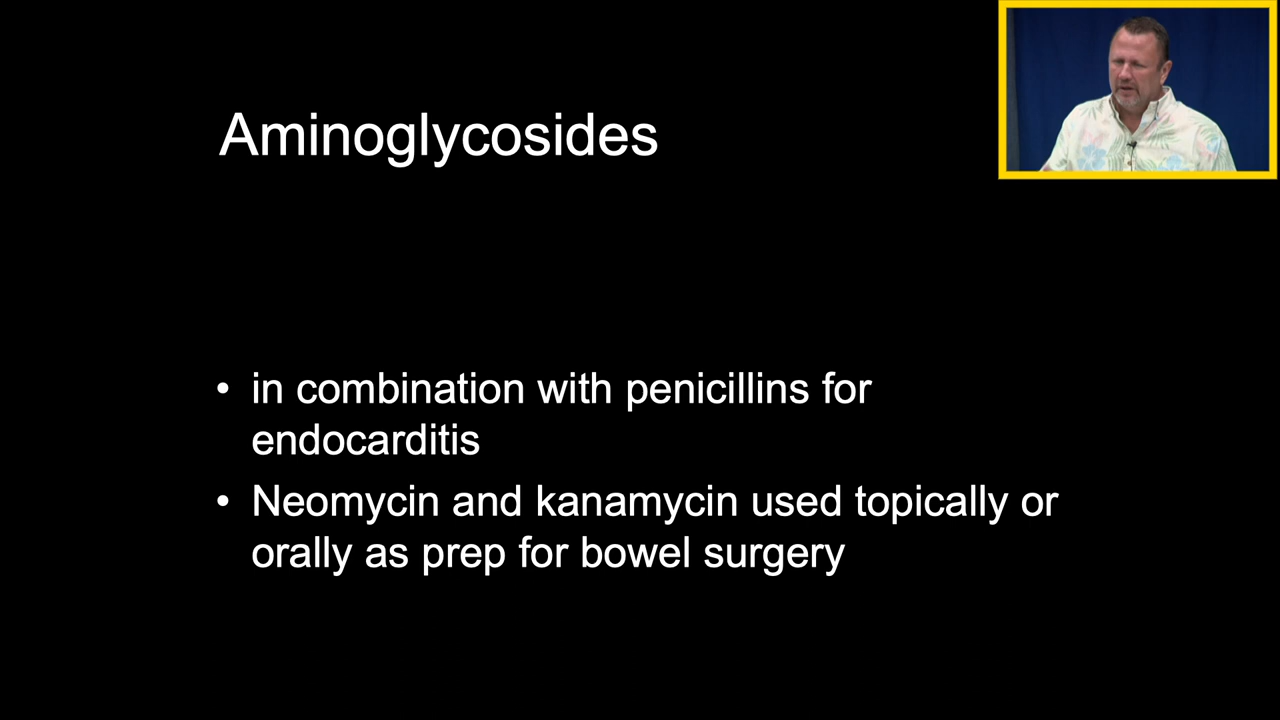 Aminoglycosides
• in combination with penicillins for
endocarditis
• Neomycin and kanamycin used topically or
orally as prep for bowel surgery